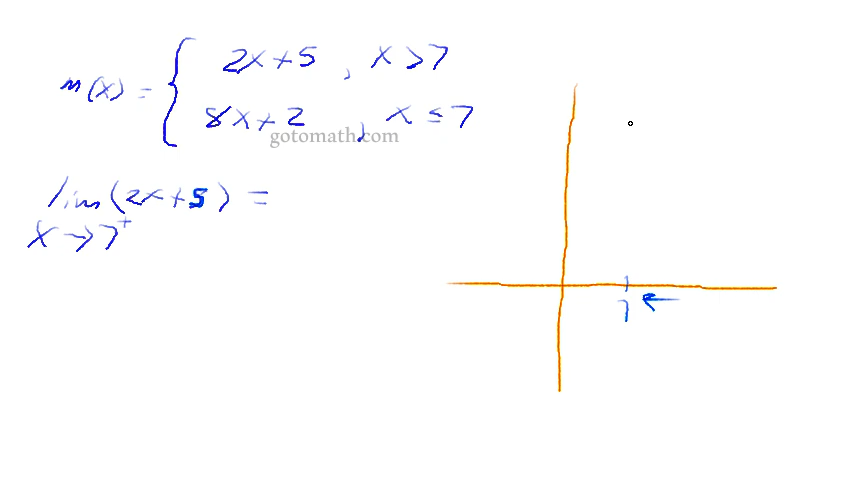 m(x) = { 2x+5 , x > 7
8x+2 , x ≤ 7
gotomath.com
lim (2x+5) =
x → 7⁺
7